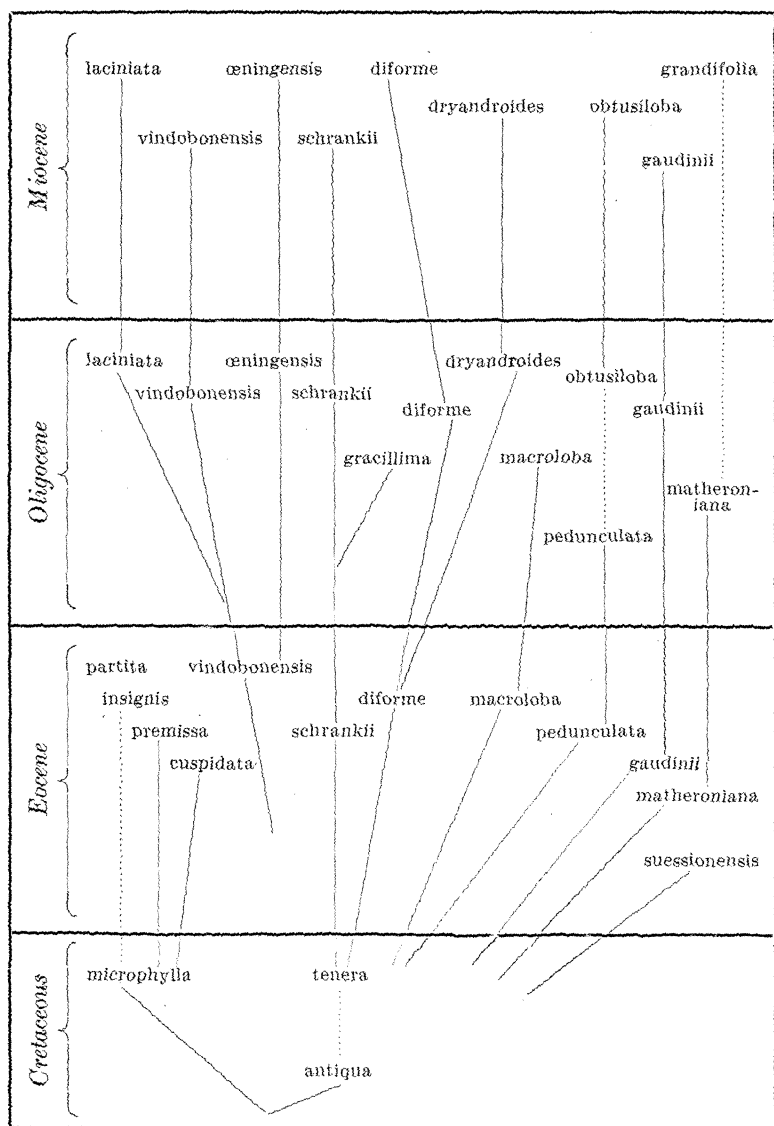 Miocene
laciniata œningensis diforme grandifolia
dryandroides obtusiloba
vindobonensis schrankii
gaudinii
Oligocene
laciniata œningensis dryandroides
obtusiloba
vindobonensis schrankii
diforme gaudinii
gracillima macroloba
matheron-
iana
pedunculata
Eocene
partita vindobonensis
insignis diforme macroloba
premissa schrankii pedunculata
cuspidata gaudinii
matheroniana
suessionensis
Cretaceous
microphylla tenera
antiqua